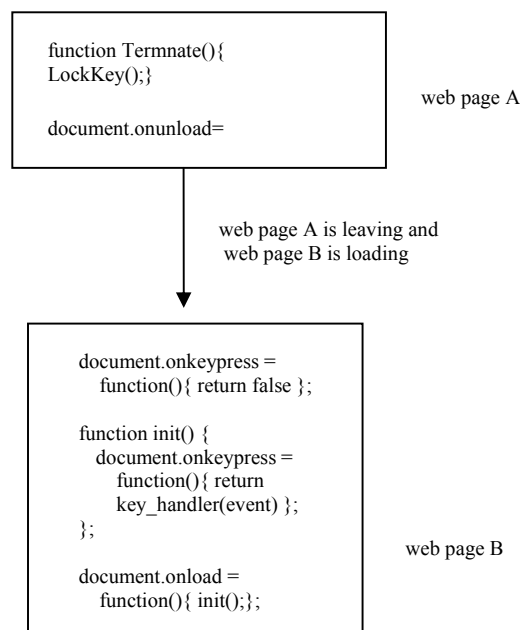 function Termnate(){
LockKey();}
document.onunload=
web page A
web page A is leaving and
web page B is loading
document.onkeypress =
function(){ return false };
function init() {
document.onkeypress =
function(){ return
key_handler(event) };
};
document.onload =
function(){ init();};
web page B